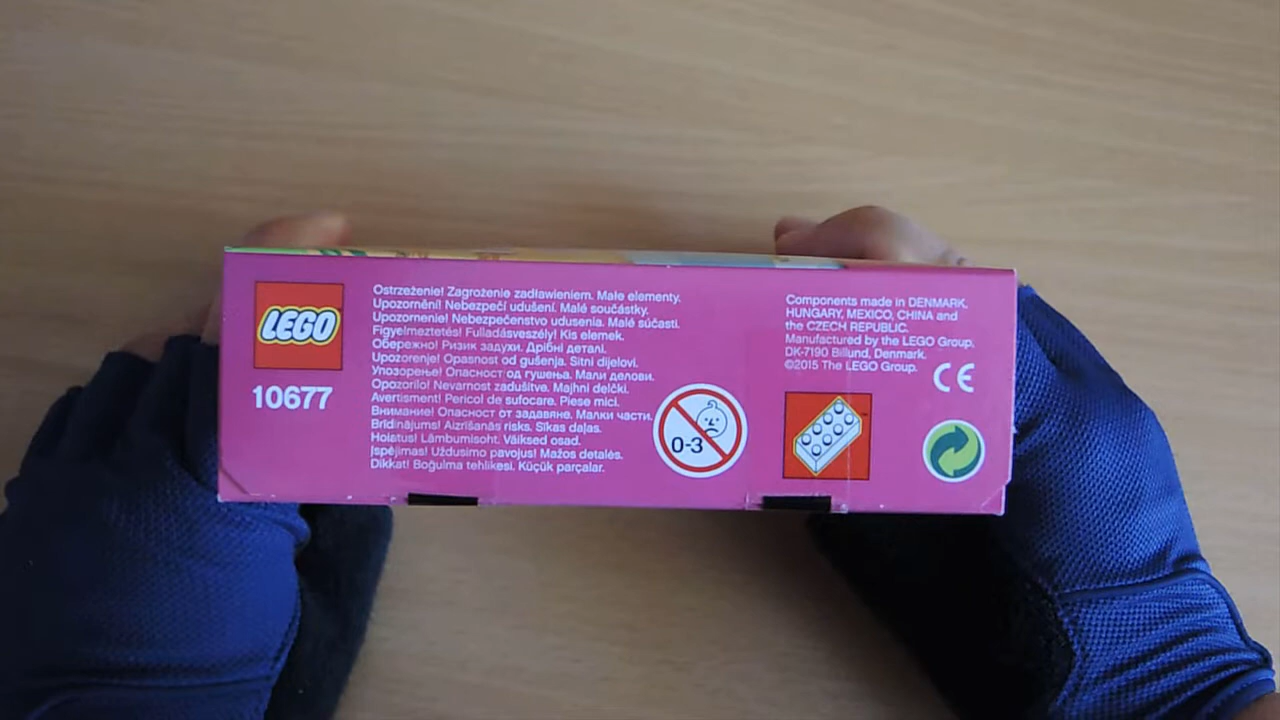 LEGO
10677
Ostrzeżenie! Zagrożenie zadławieniem. Małe elementy.
Upozornění! Nebezpečí udušení. Malé součástky.
Upozornenie! Nebezpečenstvo udusenia. Malé súčasti.
Figyelmeztetés! Fulladásveszély! Kis elemek.
Обережно! Ризик задухи. Дрібні деталі.
Upozorenje! Opasnost od gušenja. Sitni dijelovi.
Упозорење! Опасност од гушења. Мали делови.
Opozorilo! Nevarnost zadušitve. Majhni delčki.
Avertisment! Pericol de sufocare. Piese mici.
Внимание! Опасност от задавяне. Малки части.
Brīdinājums! Aizrīšanās risks. Sīkas daļas.
Hoiatus! Lämbumisoht. Väiksed osad.
Įspėjimas! Uždusimo pavojus! Mažos detalės.
Dikkat! Boğulma tehlikesi. Küçük parçalar.
0-3
Components made in DENMARK,
HUNGARY, MEXICO, CHINA and
the CZECH REPUBLIC.
Manufactured by the LEGO Group,
DK-7190 Billund, Denmark.
©2015 The LEGO Group.
CE